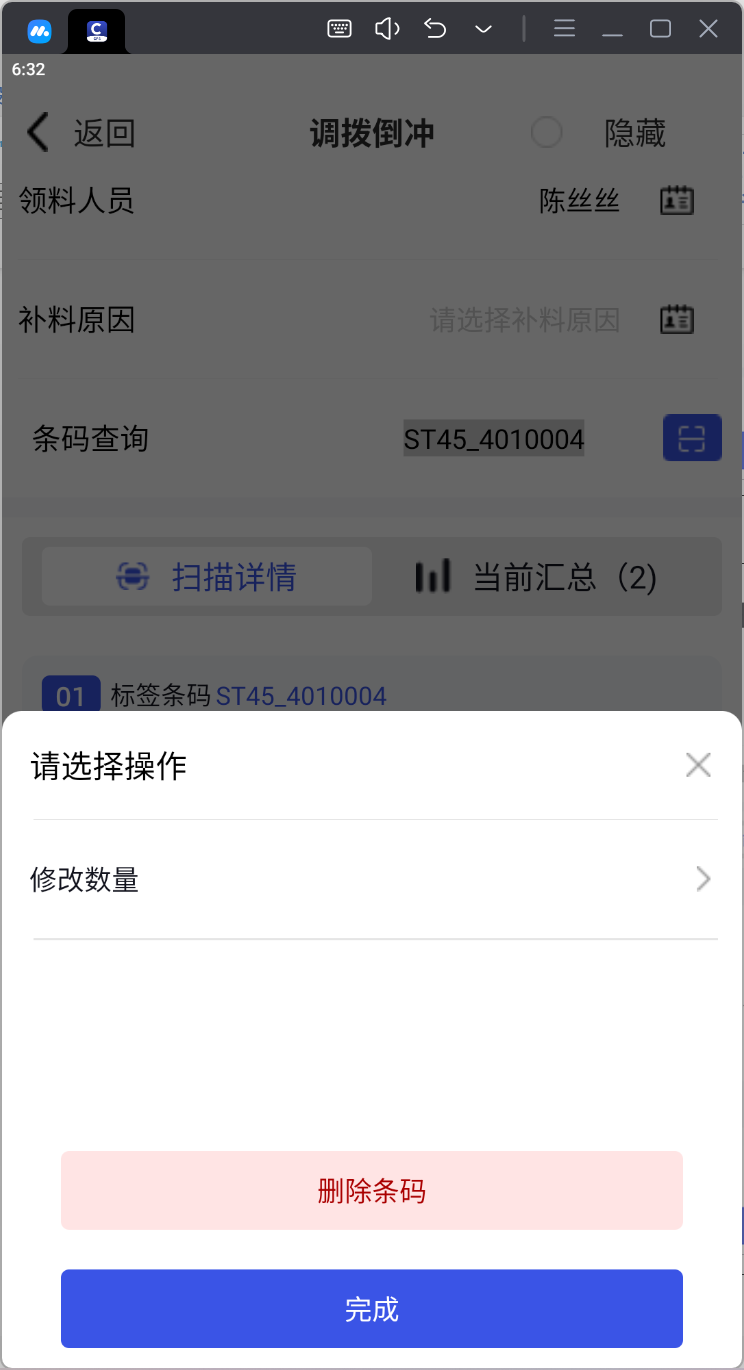 6:32
返回 调拨倒冲 隐藏
领料人员 陈丝丝
补料原因 请选择补料原因
条码查询 ST45_4010004
扫描详情 当前汇总（2）
01 标签条码 ST45_4010004
请选择操作
修改数量
删除条码
完成